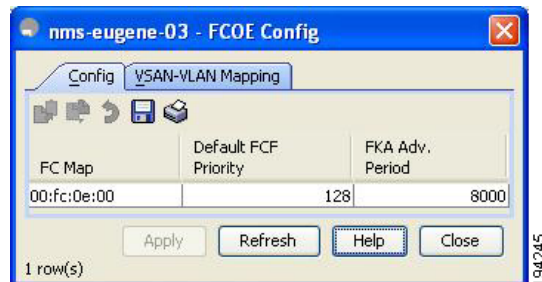 nms-eugene-03 - FCOE Config
Config VSAN-VLAN Mapping
FC Map Default FCF Priority FKA Adv. Period
00:fc:0e:00 128 8000
Apply Refresh Help Close
1 row(s)
94245